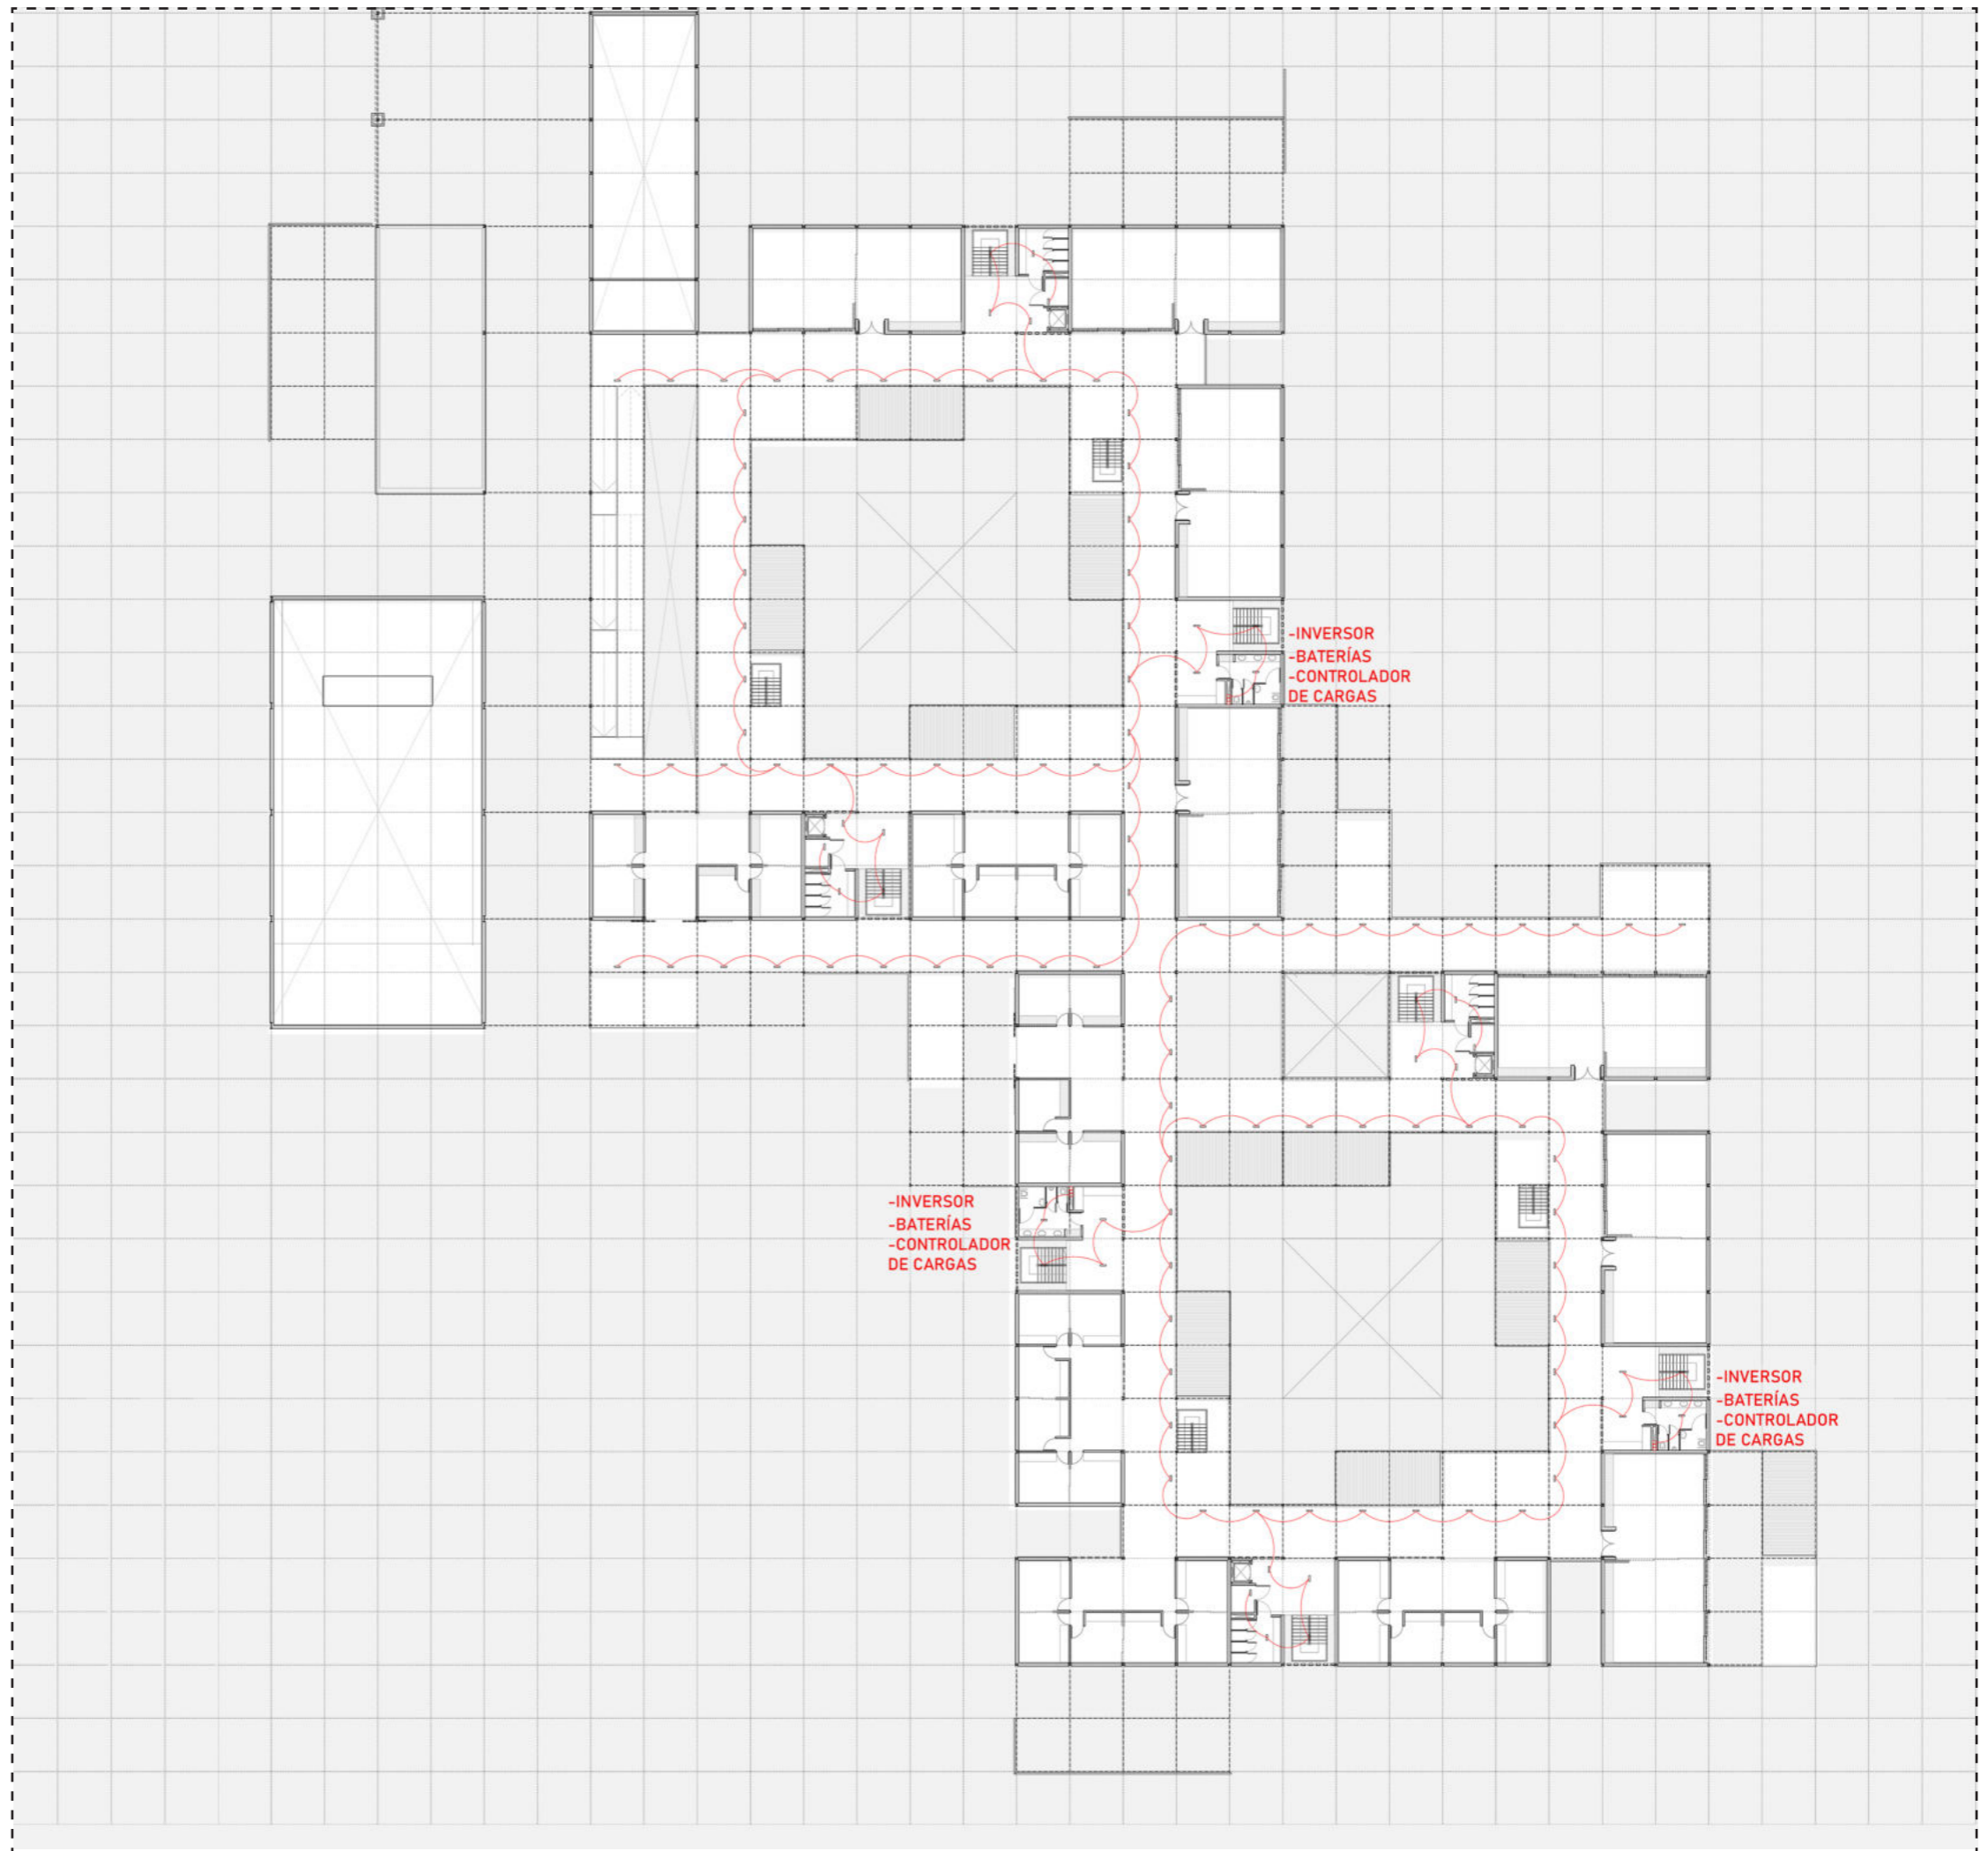 -INVERSOR
-BATERÍAS
-CONTROLADOR
DE CARGAS
-INVERSOR
-BATERÍAS
-CONTROLADOR
DE CARGAS
-INVERSOR
-BATERÍAS
-CONTROLADOR
DE CARGAS